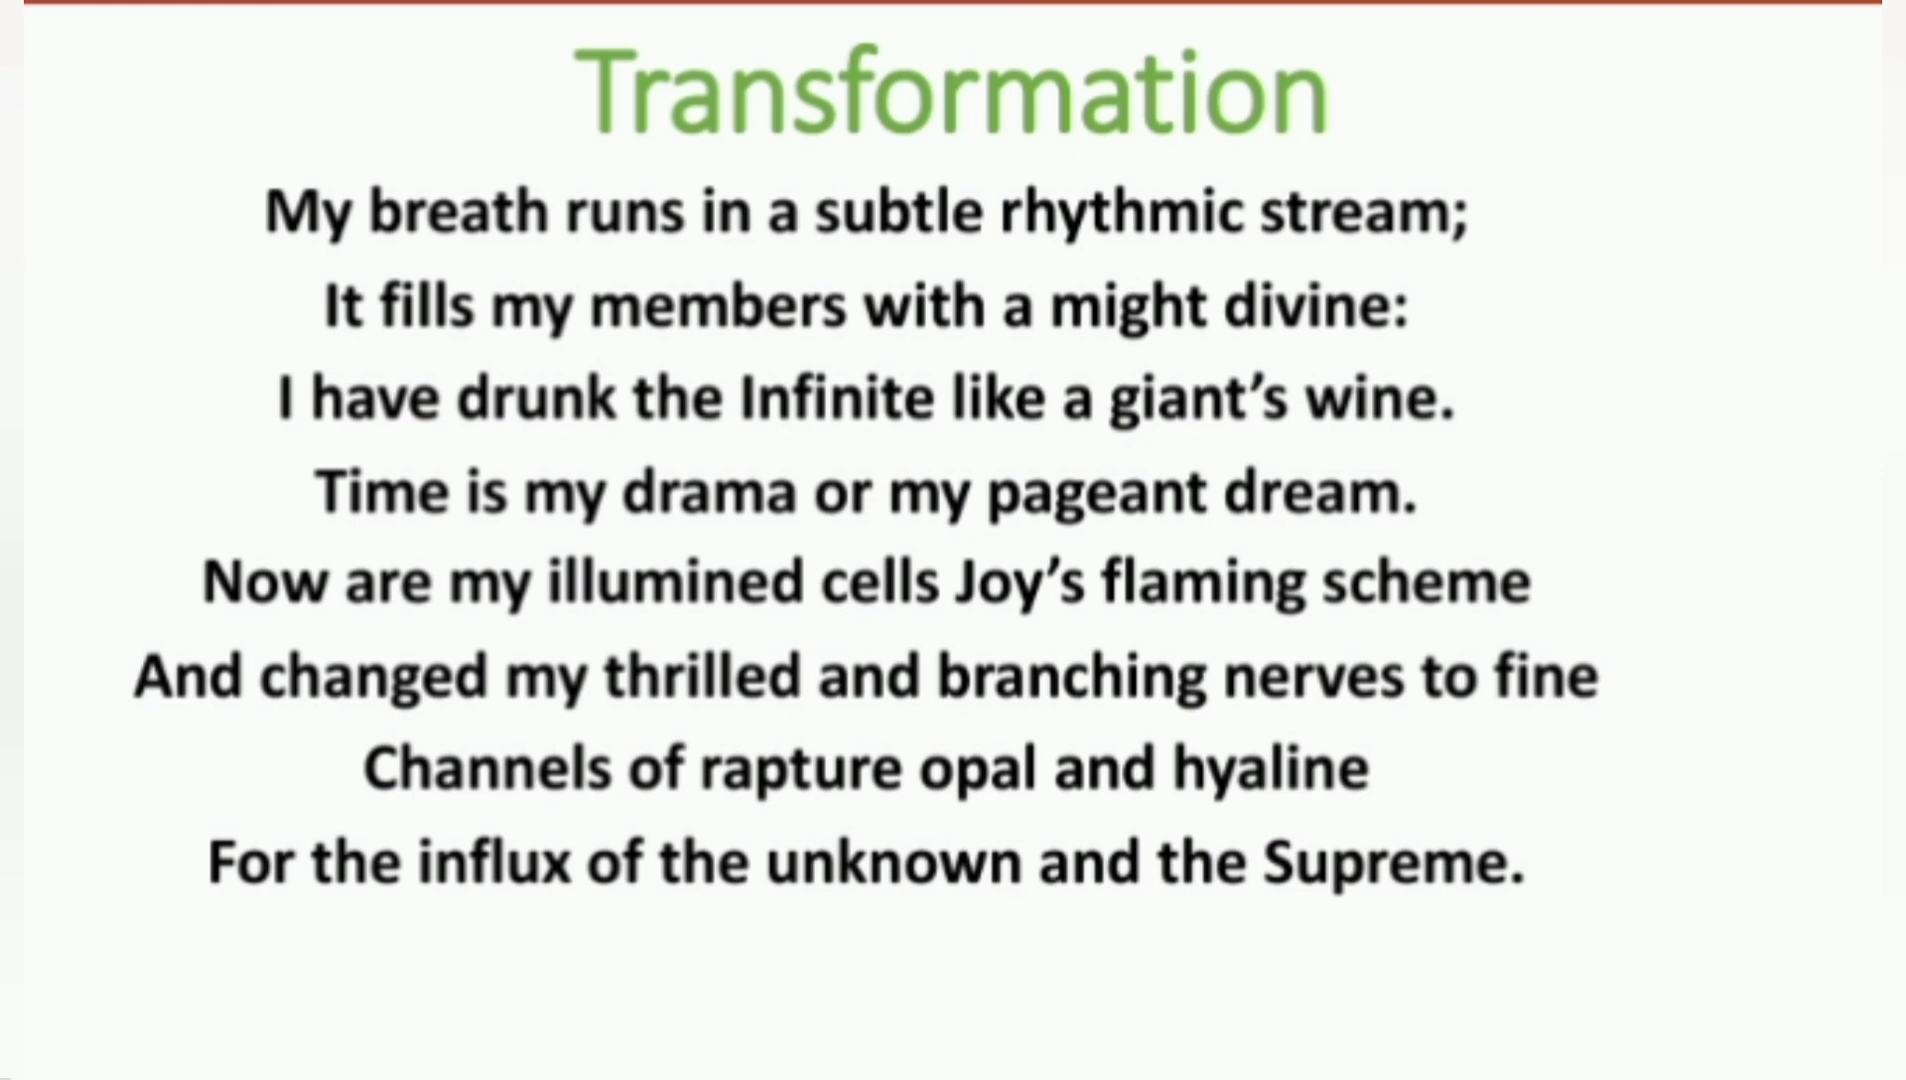 Transformation
My breath runs in a subtle rhythmic stream;
It fills my members with a might divine:
I have drunk the Infinite like a giant’s wine.
Time is my drama or my pageant dream.
Now are my illumined cells Joy’s flaming scheme
And changed my thrilled and branching nerves to fine
Channels of rapture opal and hyaline
For the influx of the unknown and the Supreme.